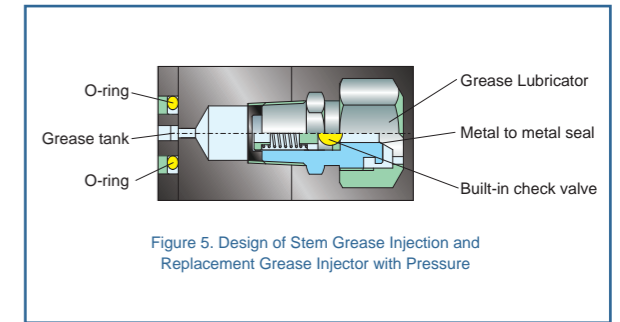 O-ring
Grease tank
O-ring
Grease Lubricator
Metal to metal seal
Built-in check valve
Figure 5. Design of Stem Grease Injection and
Replacement Grease Injector with Pressure